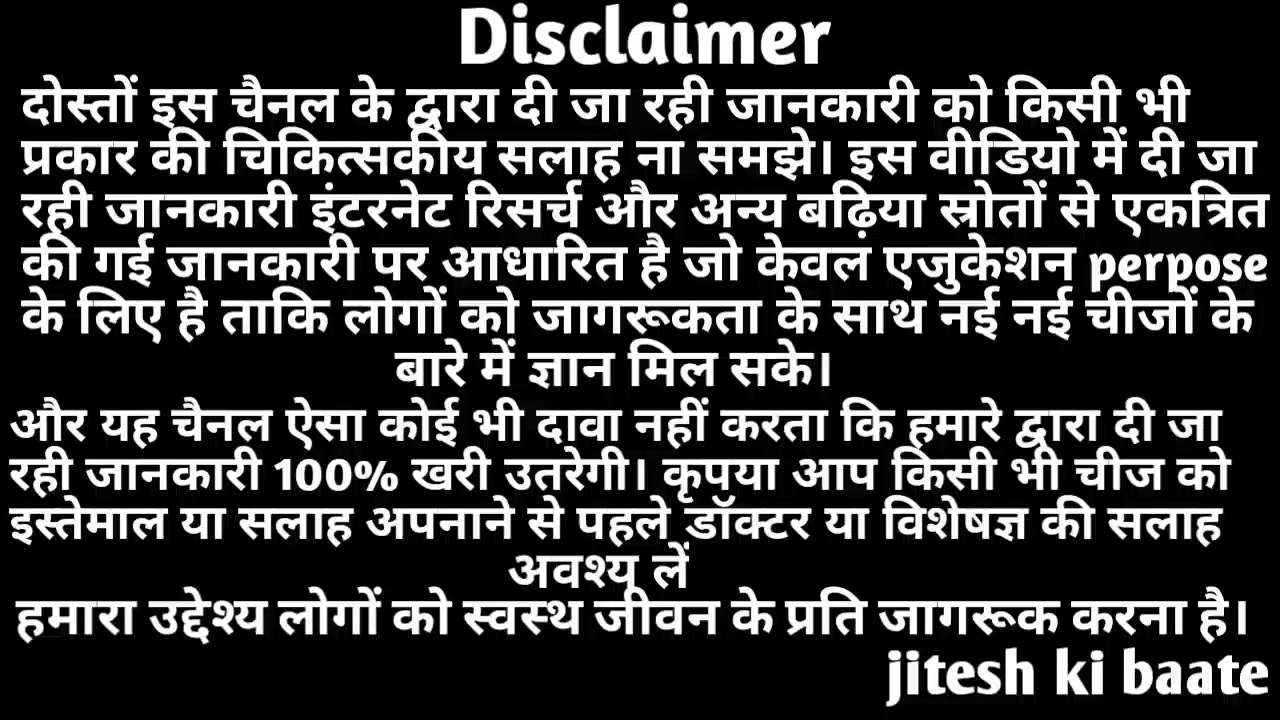 Disclaimer
दोस्तों इस चैनल के द्वारा दी जा रही जानकारी को किसी भी
प्रकार की चिकित्सकीय सलाह ना समझे। इस वीडियो में दी जा
रही जानकारी इंटरनेट रिसर्च और अन्य बढ़िया स्रोतों से एकत्रित
की गई जानकारी पर आधारित है जो केवल एजुकेशन perpose
के लिए है ताकि लोगों को जागरूकता के साथ नई नई चीजों के
बारे में ज्ञान मिल सके।
और यह चैनल ऐसा कोई भी दावा नहीं करता कि हमारे द्वारा दी जा
रही जानकारी 100% खरी उतरेगी। कृपया आप किसी भी चीज को
इस्तेमाल या सलाह अपनाने से पहले डॉक्टर या विशेषज्ञ की सलाह
अवश्य लें
हमारा उद्देश्य लोगों को स्वस्थ जीवन के प्रति जागरूक करना है।
jitesh ki baate